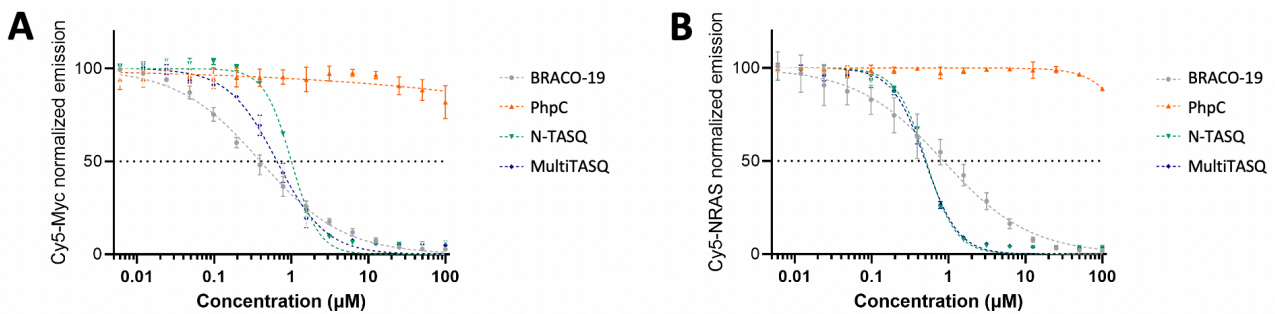 A
Cy5-Myc normalized emission
100
50
0
0.01
0.1
1
10
100
Concentration (µM)
BRACO-19
PhpC
N-TASQ
MultiTASQ
B
Cy5-NRAS normalized emission
100
50
0
0.01
0.1
1
10
100
Concentration (µM)
BRACO-19
PhpC
N-TASQ
MultiTASQ